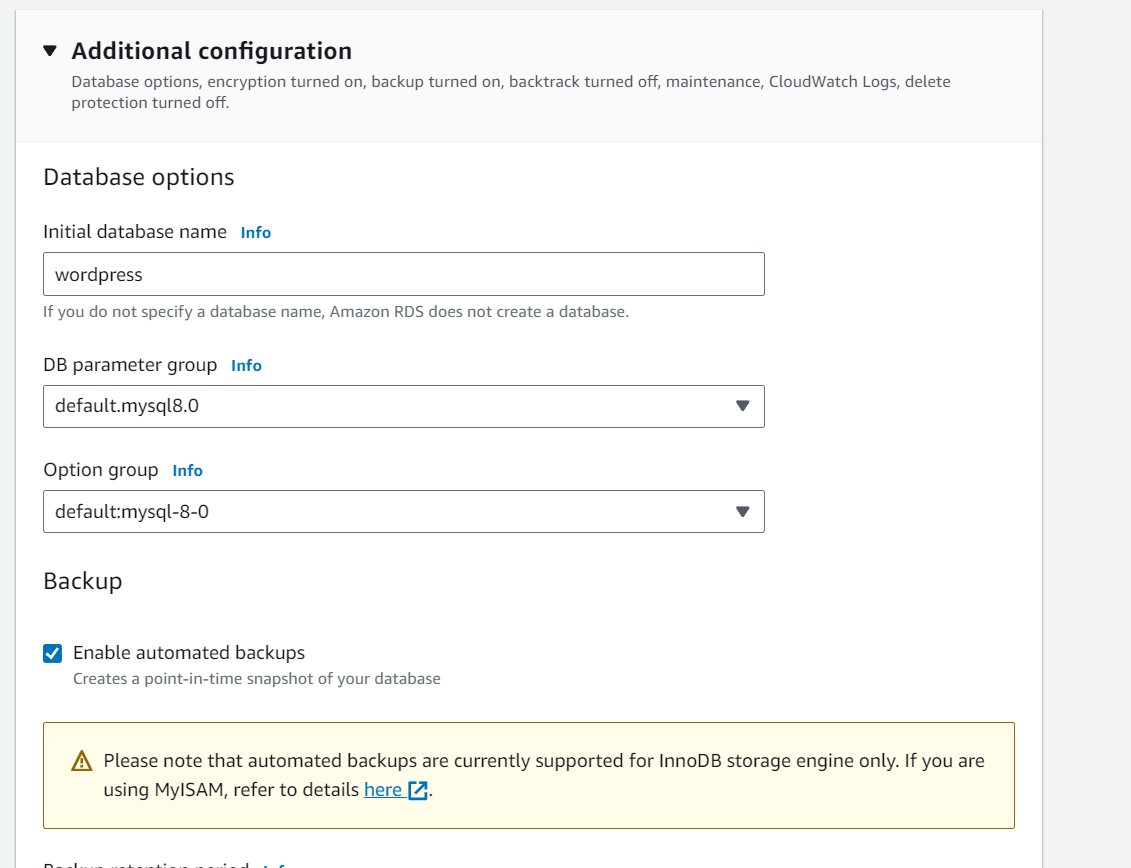 Additional configuration
Database options, encryption turned on, backup turned on, backtrack turned off, maintenance, CloudWatch Logs, delete
protection turned off.
Database options
Initial database name Info
wordpress
If you do not specify a database name, Amazon RDS does not create a database.
DB parameter group Info
default.mysql8.0
Option group Info
default:mysql-8-0
Backup
Enable automated backups
Creates a point-in-time snapshot of your database
Please note that automated backups are currently supported for InnoDB storage engine only. If you are
using MyISAM, refer to details here.
Backup retention period Info